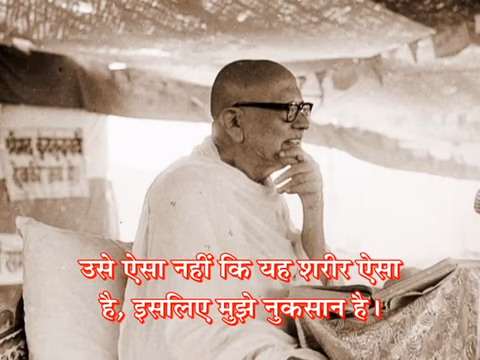 उसे ऐसा नहीं कि यह शरीर ऐसा
है, इसलिए मुझे नुकसान है।